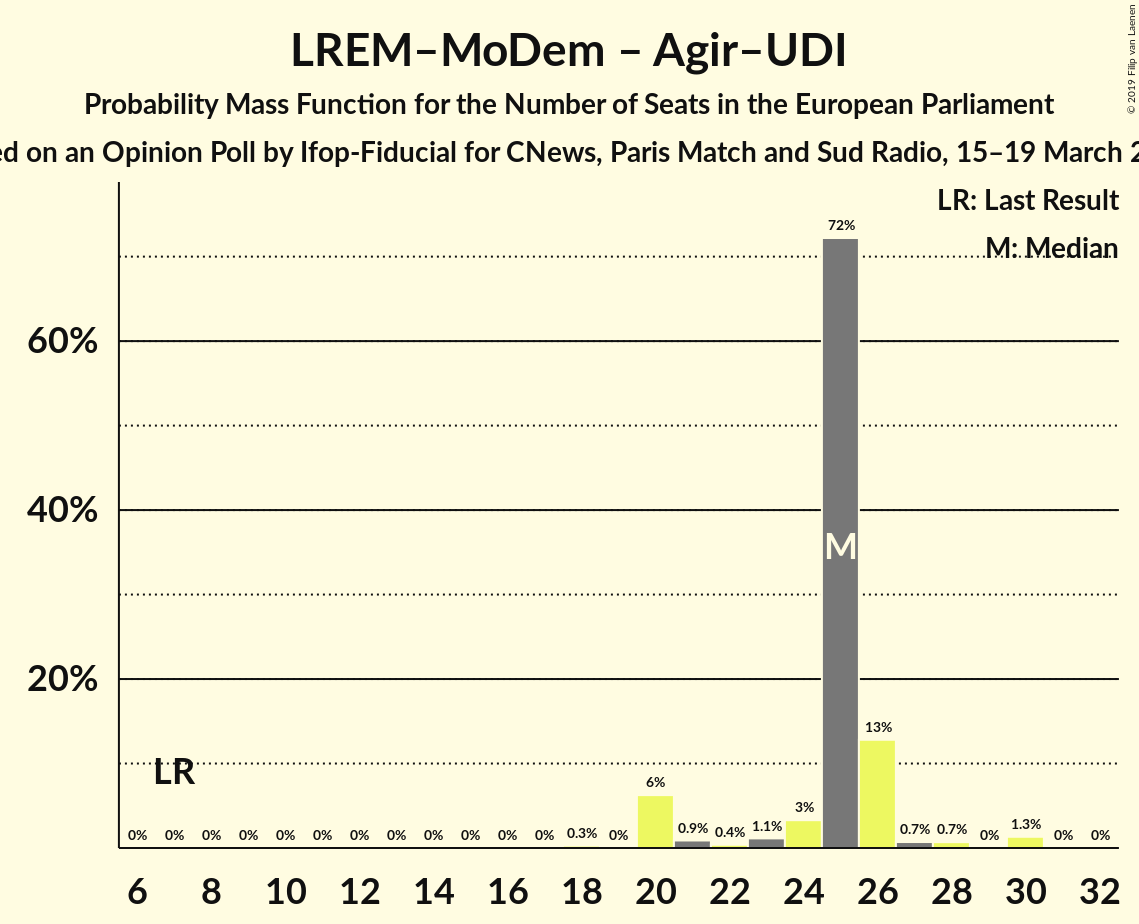 © 2019 Filip van Laenen
LREM–MoDem – Agir–UDI
Probability Mass Function for the Number of Seats in the European Parliament
on an Opinion Poll by Ifop-Fiducial for CNews, Paris Match and Sud Radio, 15–19 March
LR: Last Result
M: Median
60%
40%
20%
72%
M
13%
LR
6%
3%
0% 0% 0% 0% 0% 0% 0% 0% 0% 0% 0% 0% 0.3% 0% 0.9% 0.4% 1.1% 0.7% 0.7% 0% 1.3% 0% 0%
6 8 10 12 14 16 18 20 22 24 26 28 30 32